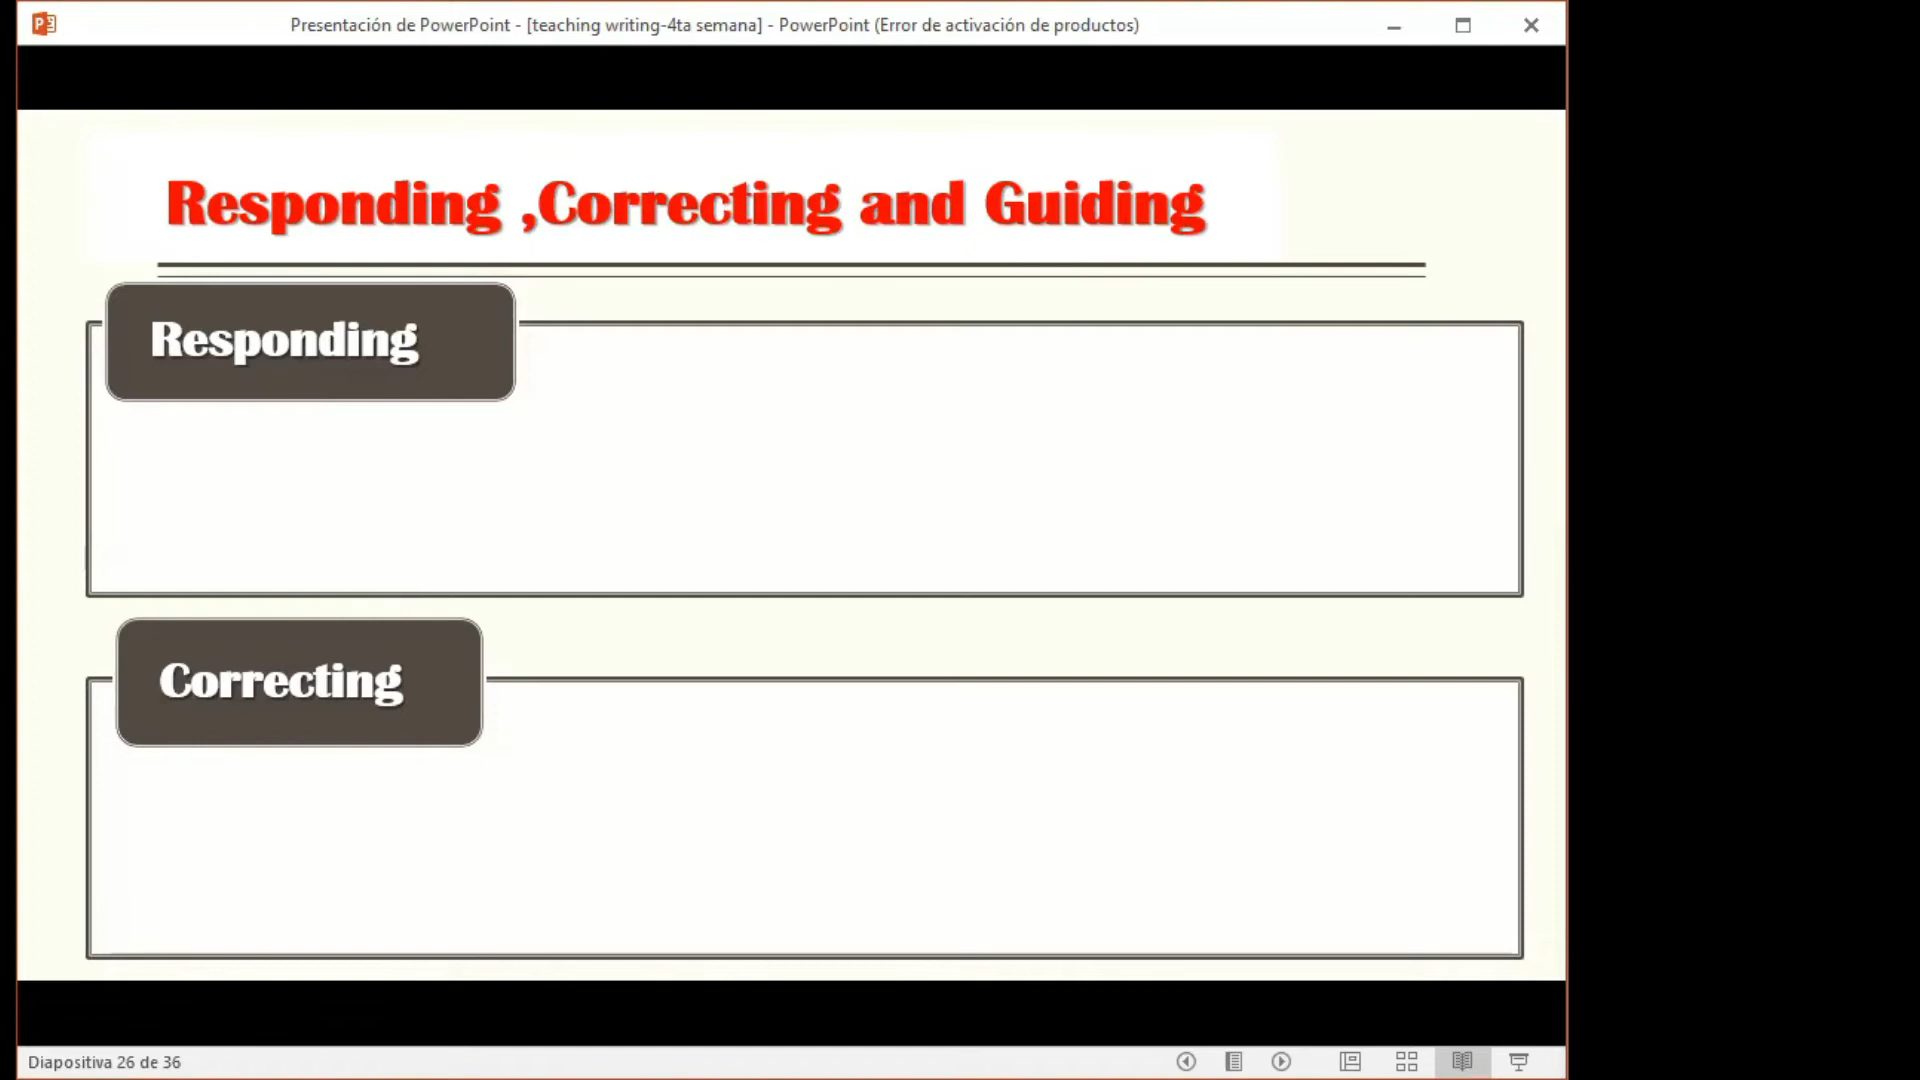 Presentación de PowerPoint - [teaching writing-4ta semana] - PowerPoint (Error de activación de productos)
Responding ,Correcting and Guiding
Responding
Correcting
Diapositiva 26 de 36